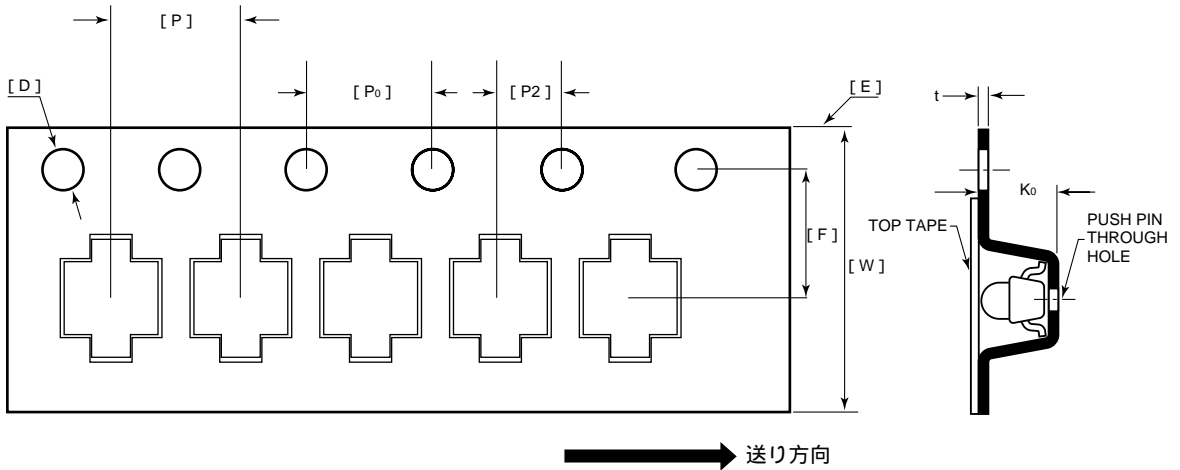 [ P ]
[ D ]
[ P₀ ]
[ P2 ]
[ E ]
t
K₀
[ F ]
[ W ]
TOP TAPE
PUSH PIN
THROUGH
HOLE
送り方向